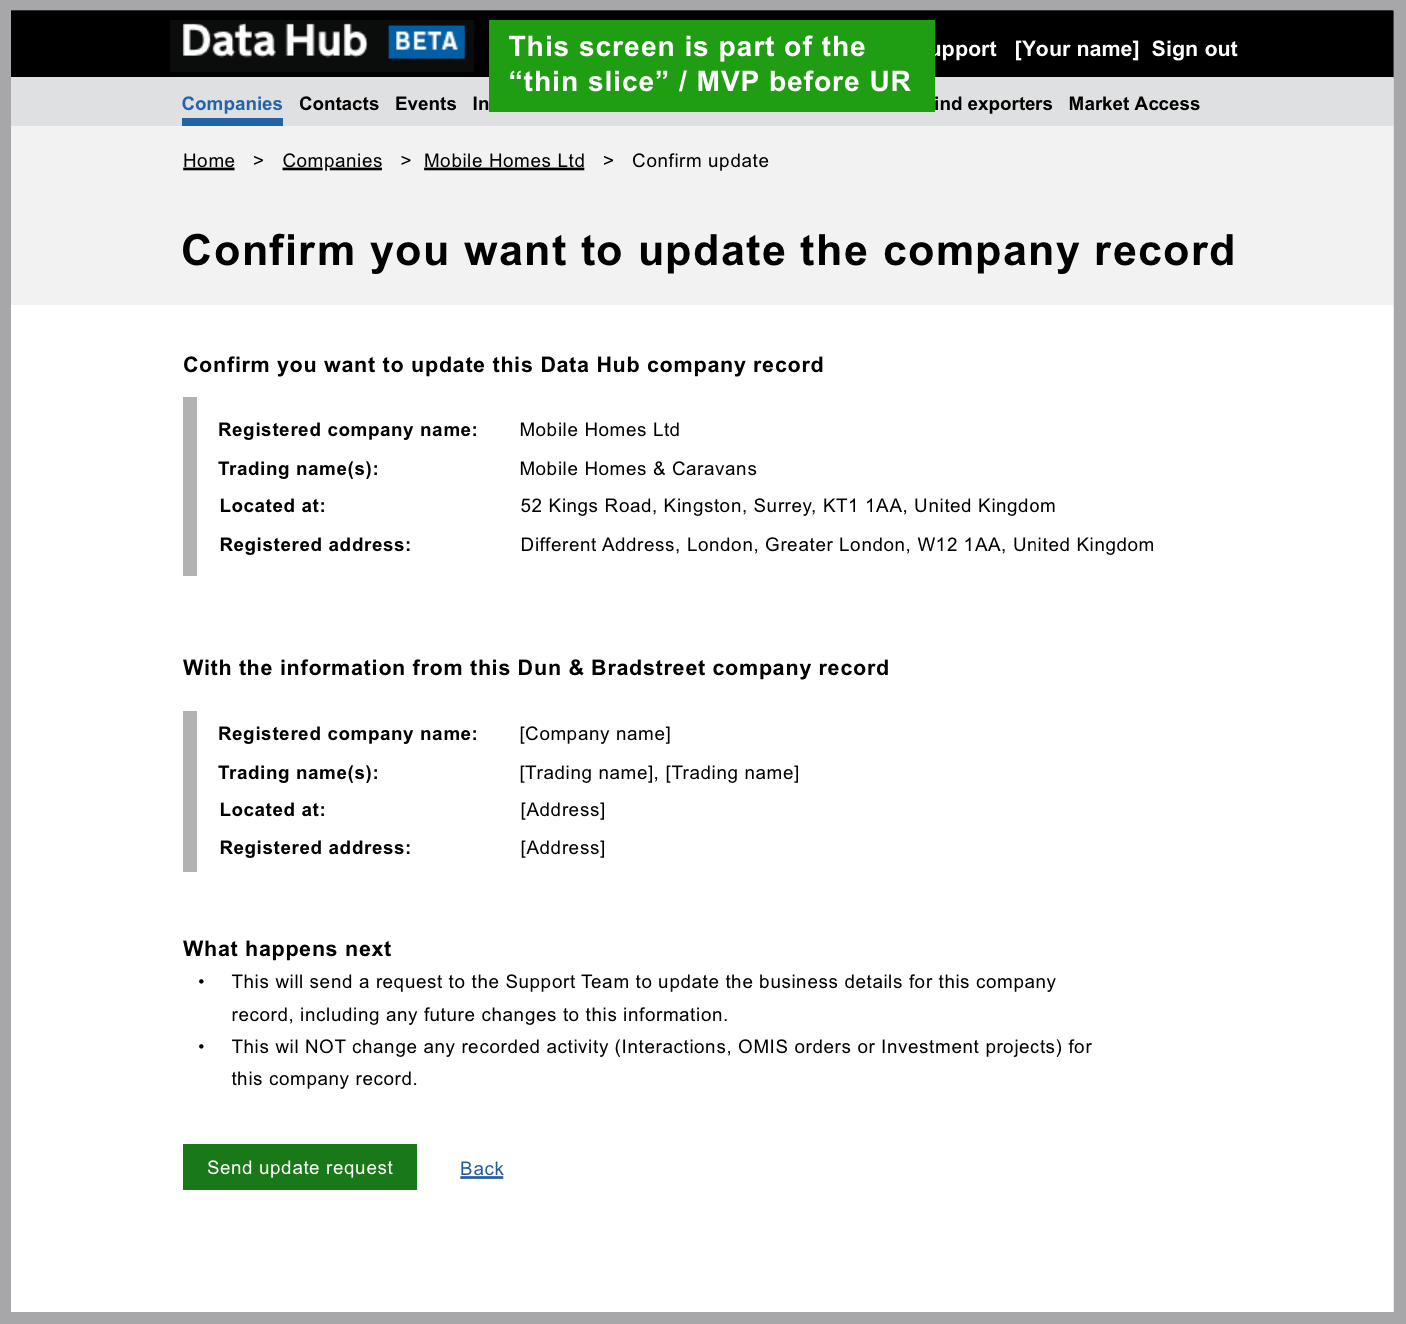 Data Hub BETA
This screen is part of the
“thin slice” / MVP before UR
[Your name] Sign out
Companies Contacts Events exporters Market Access
Home > Companies > Mobile Homes Ltd > Confirm update
Confirm you want to update the company record
Confirm you want to update this Data Hub company record
Registered company name: Mobile Homes Ltd
Trading name(s): Mobile Homes & Caravans
Located at: 52 Kings Road, Kingston, Surrey, KT1 1AA, United Kingdom
Registered address: Different Address, London, Greater London, W12 1AA, United Kingdom
With the information from this Dun & Bradstreet company record
Registered company name: [Company name]
Trading name(s): [Trading name], [Trading name]
Located at: [Address]
Registered address: [Address]
What happens next
• This will send a request to the Support Team to update the business details for this company
record, including any future changes to this information.
• This wil NOT change any recorded activity (Interactions, OMIS orders or Investment projects) for
this company record.
Send update request Back